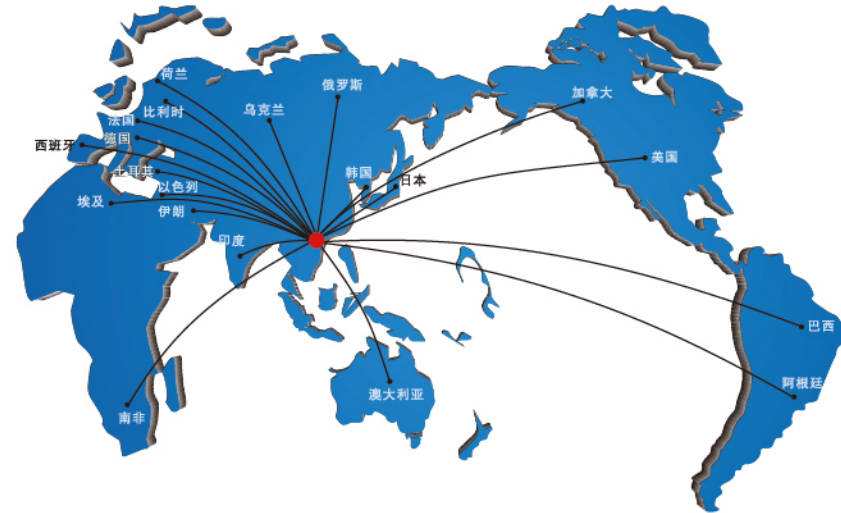 荷兰
俄罗斯
加拿大
比利时
乌克兰
法国
德国
西班牙
美国
土耳其
韩国
日本
以色列
埃及
伊朗
印度
巴西
阿根廷
澳大利亚
南非